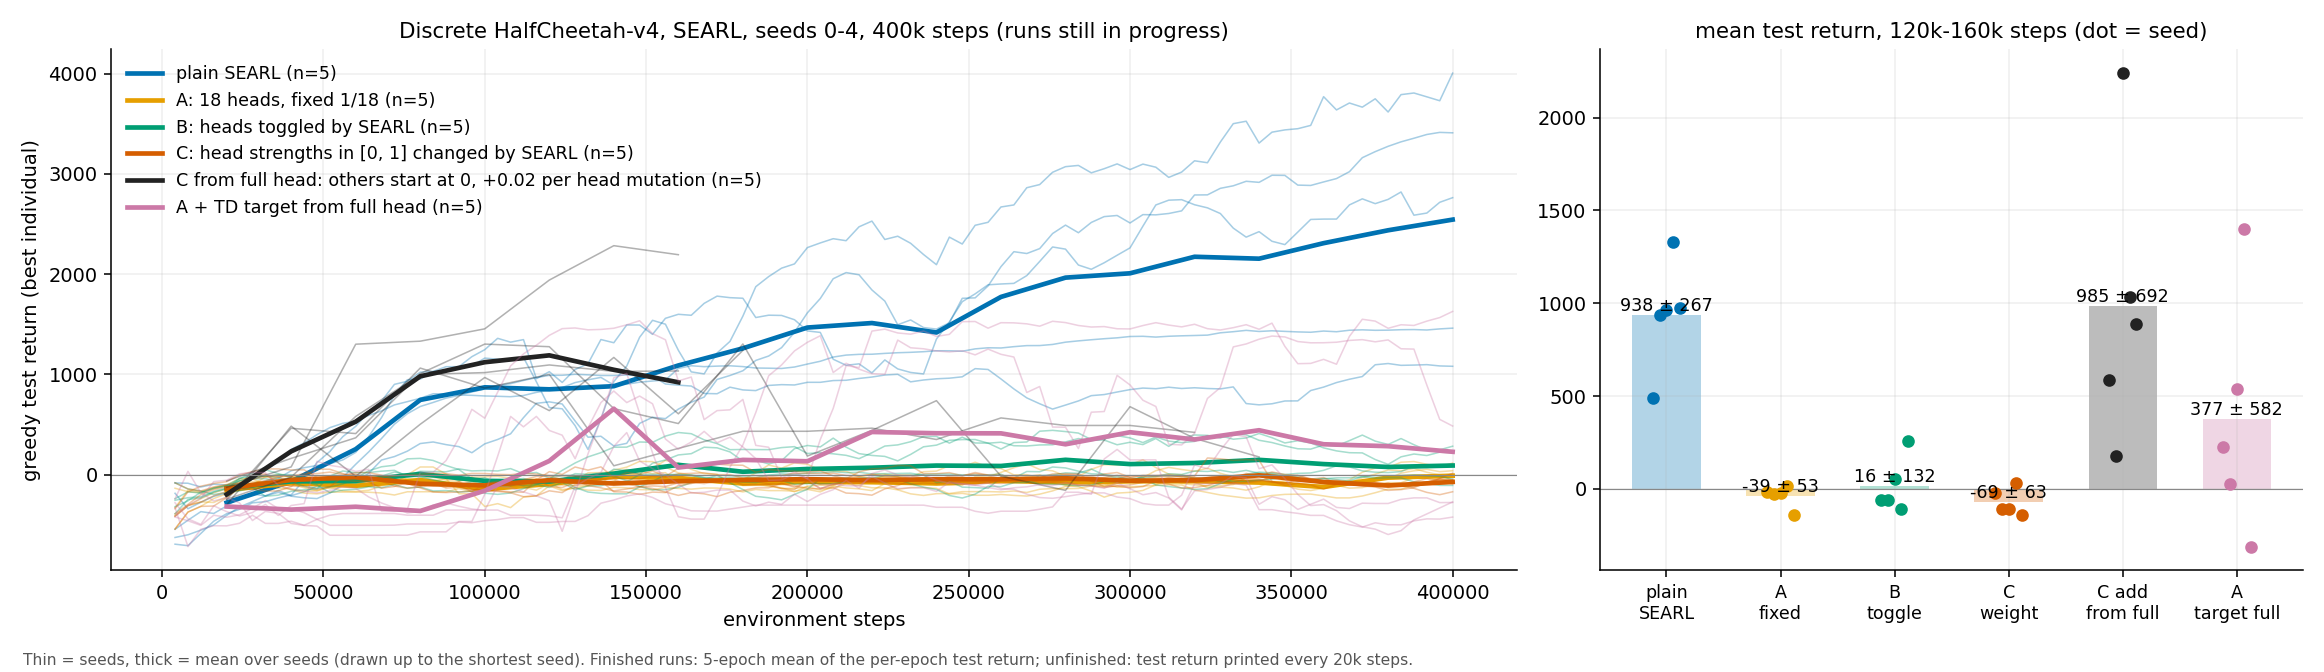 Discrete HalfCheetah-v4, SEARL, seeds 0-4, 400k steps (runs still in progress)
greedy test return (best individual)
4000
3000
2000
1000
0
plain SEARL (n=5)
A: 18 heads, fixed 1/18 (n=5)
B: heads toggled by SEARL (n=5)
C: head strengths in [0, 1] changed by SEARL (n=5)
C from full head: others start at 0, +0.02 per head mutation (n=5)
A + TD target from full head (n=5)
0 50000 100000 150000 200000 250000 300000 350000 400000
environment steps
mean test return, 120k-160k steps (dot = seed)
2000
1500
1000
500
0
938 ± 267
-39 ± 53
16 ± 132
-69 ± 63
985 ± 692
377 ± 582
plain SEARL
A fixed
B toggle
C weight
C add from full
A target full
Thin = seeds, thick = mean over seeds (drawn up to the shortest seed). Finished runs: 5-epoch mean of the per-epoch test return; unfinished: test return printed every 20k steps.